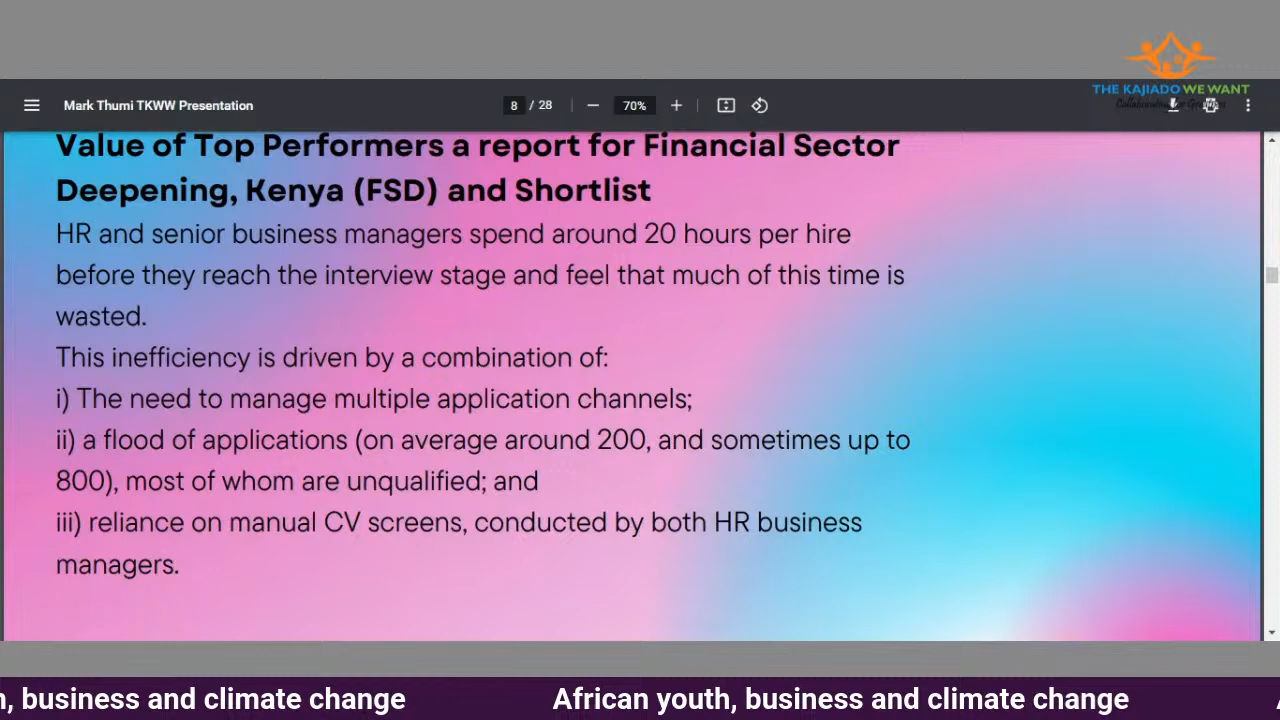 THE KAJIADO WE WANT
Mark Thumi TKWW Presentation
8 / 28
70%
Value of Top Performers a report for Financial Sector
Deepening, Kenya (FSD) and Shortlist
HR and senior business managers spend around 20 hours per hire
before they reach the interview stage and feel that much of this time is
wasted.
This inefficiency is driven by a combination of:
i) The need to manage multiple application channels;
ii) a flood of applications (on average around 200, and sometimes up to
800), most of whom are unqualified; and
iii) reliance on manual CV screens, conducted by both HR business
managers.
, business and climate change
African youth, business and climate change